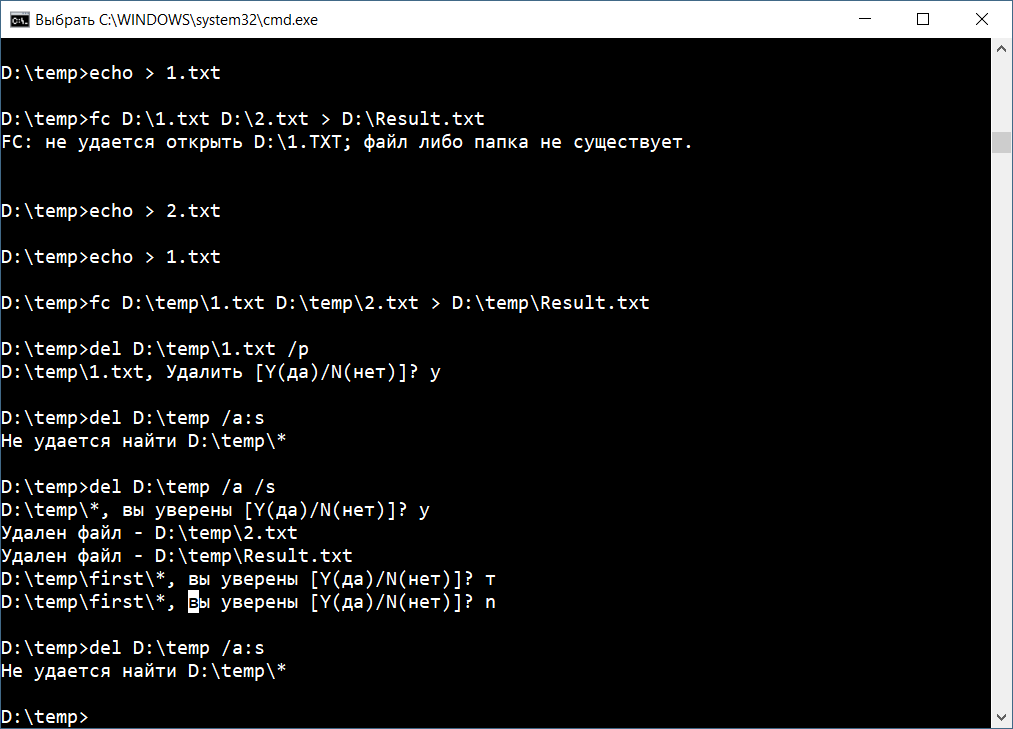 Выбрать C:\WINDOWS\system32\cmd.exe
D:\temp>echo > 1.txt
D:\temp>fc D:\1.txt D:\2.txt > D:\Result.txt
FC: не удается открыть D:\1.TXT; файл либо папка не существует.
D:\temp>echo > 2.txt
D:\temp>echo > 1.txt
D:\temp>fc D:\temp\1.txt D:\temp\2.txt > D:\temp\Result.txt
D:\temp>del D:\temp\1.txt /p
D:\temp\1.txt, Удалить [Y(да)/N(нет)]? y
D:\temp>del D:\temp /a:s
Не удается найти D:\temp\*
D:\temp>del D:\temp /a /s
D:\temp\*, вы уверены [Y(да)/N(нет)]? y
Удален файл - D:\temp\2.txt
Удален файл - D:\temp\Result.txt
D:\temp\first\*, вы уверены [Y(да)/N(нет)]? т
D:\temp\first\*, вы уверены [Y(да)/N(нет)]? n
D:\temp>del D:\temp /a:s
Не удается найти D:\temp\*
D:\temp>